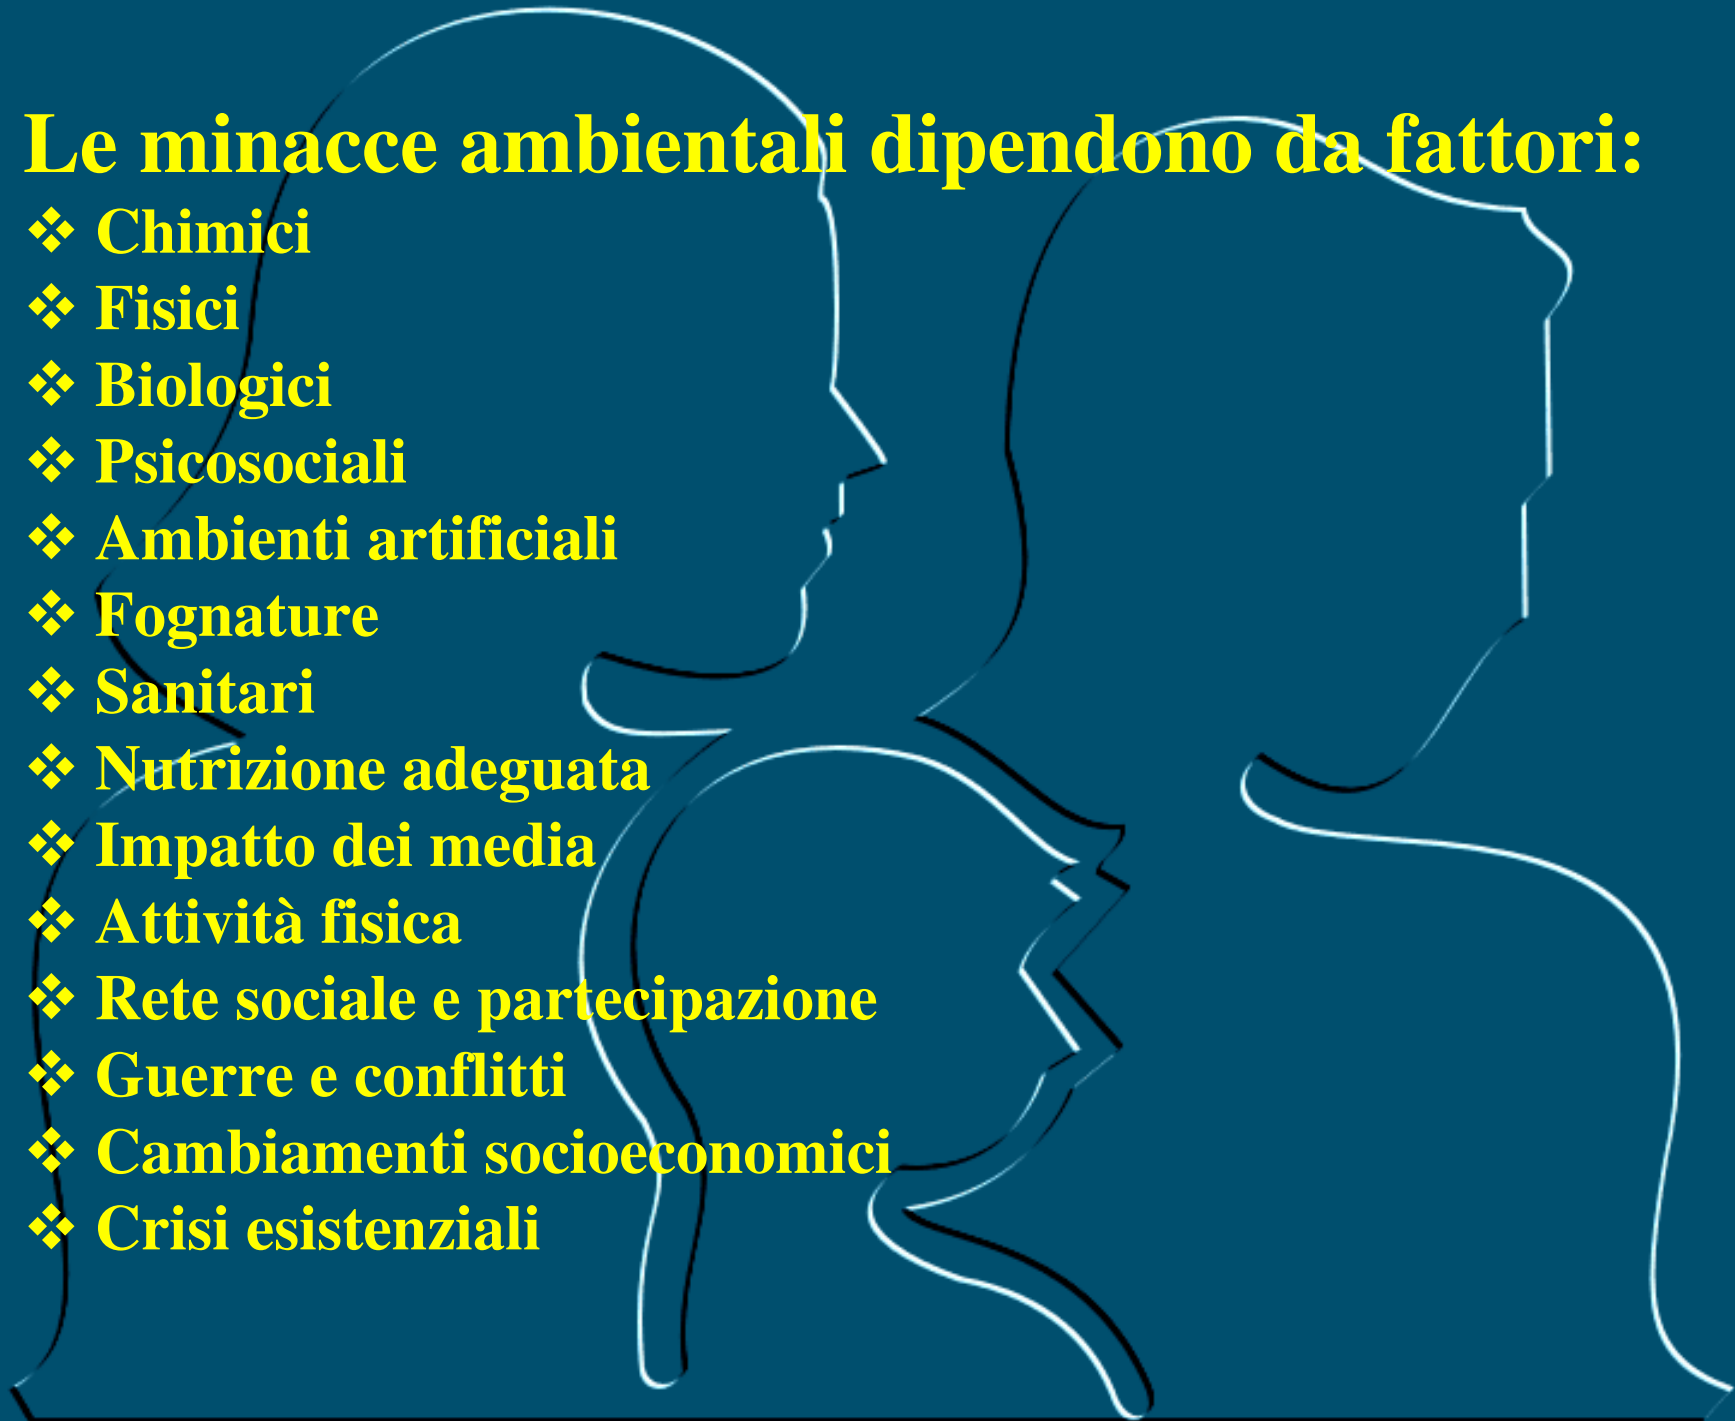 Le minacce ambientali dipendono da fattori:
❖ Chimici
❖ Fisici
❖ Biologici
❖ Psicosociali
❖ Ambienti artificiali
❖ Fognature
❖ Sanitari
❖ Nutrizione adeguata
❖ Impatto dei media
❖ Attività fisica
❖ Rete sociale e partecipazione
❖ Guerre e conflitti
❖ Cambiamenti socioeconomici
❖ Crisi esistenziali